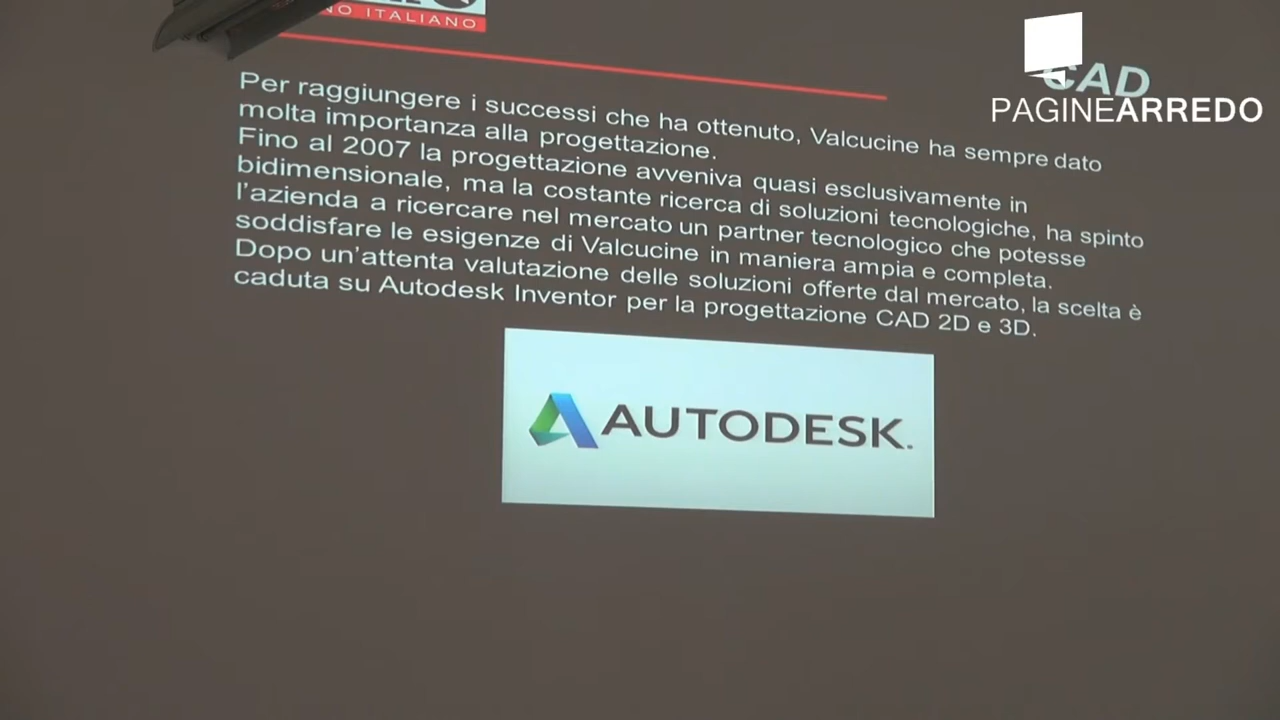 NO ITALIANO
CAD
PAGINEARREDO
Per raggiungere i successi che ha ottenuto, Valcucine ha sempre dato
molta importanza alla progettazione.
Fino al 2007 la progettazione avveniva quasi esclusivamente in
bidimensionale, ma la costante ricerca di soluzioni tecnologiche, ha spinto
l'azienda a ricercare nel mercato un partner tecnologico che potesse
soddisfare le esigenze di Valcucine in maniera ampia e completa.
Dopo un'attenta valutazione delle soluzioni offerte dal mercato, la scelta è
caduta su Autodesk Inventor per la progettazione CAD 2D e 3D.
AUTODESK.